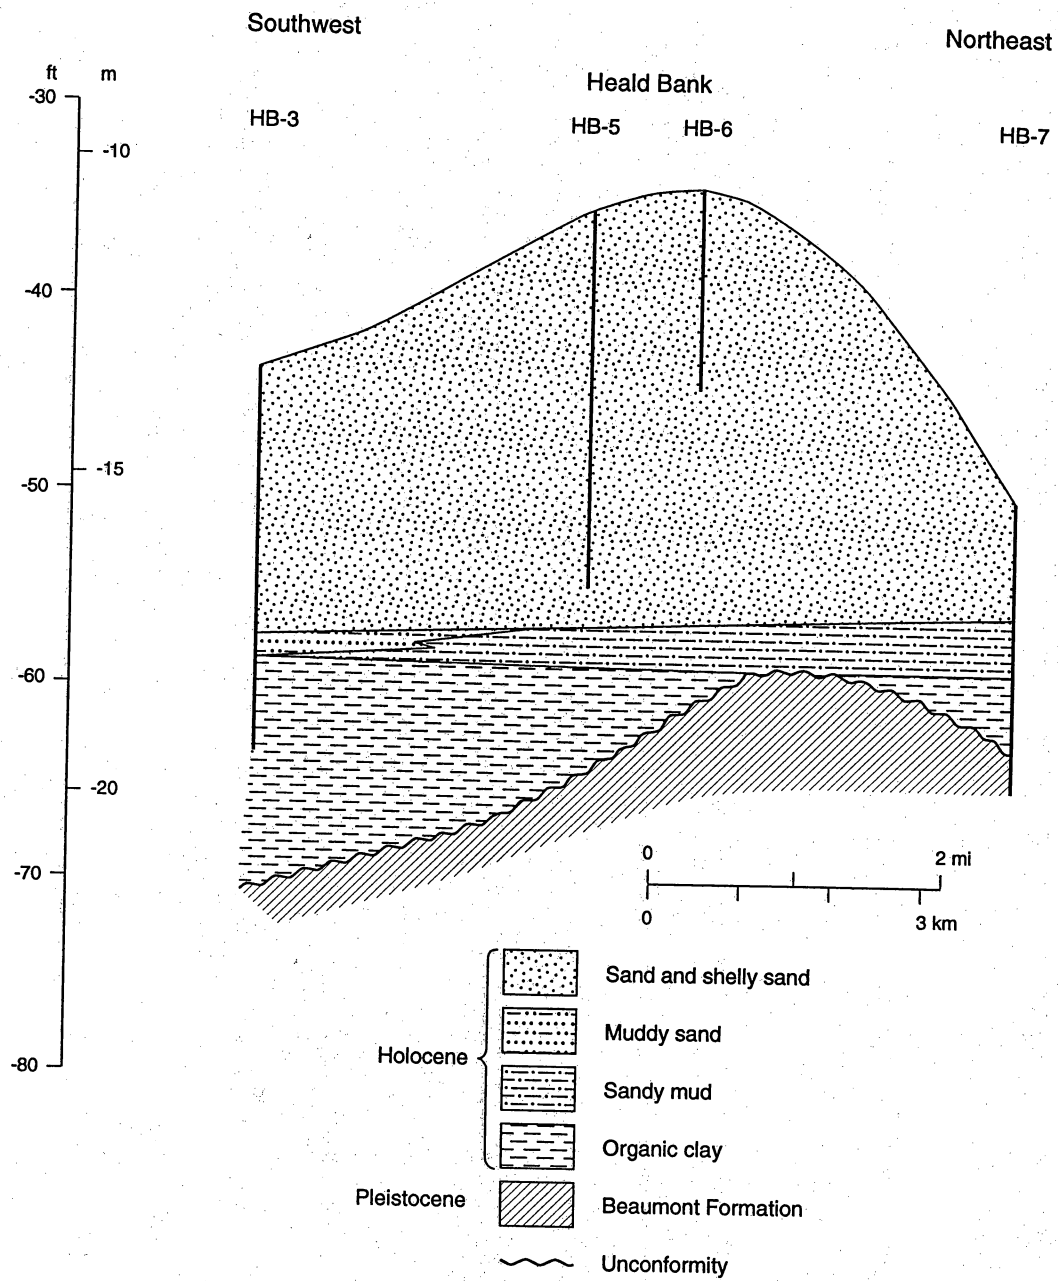 Southwest
Northeast
ft m
Heald Bank
-30
HB-3
HB-5 HB-6
HB-7
-10
-40
-15
-50
-60
-20
-70
0 2 mi
0 3 km
Sand and shelly sand
Muddy sand
Holocene
Sandy mud
-80
Organic clay
Pleistocene
Beaumont Formation
Unconformity